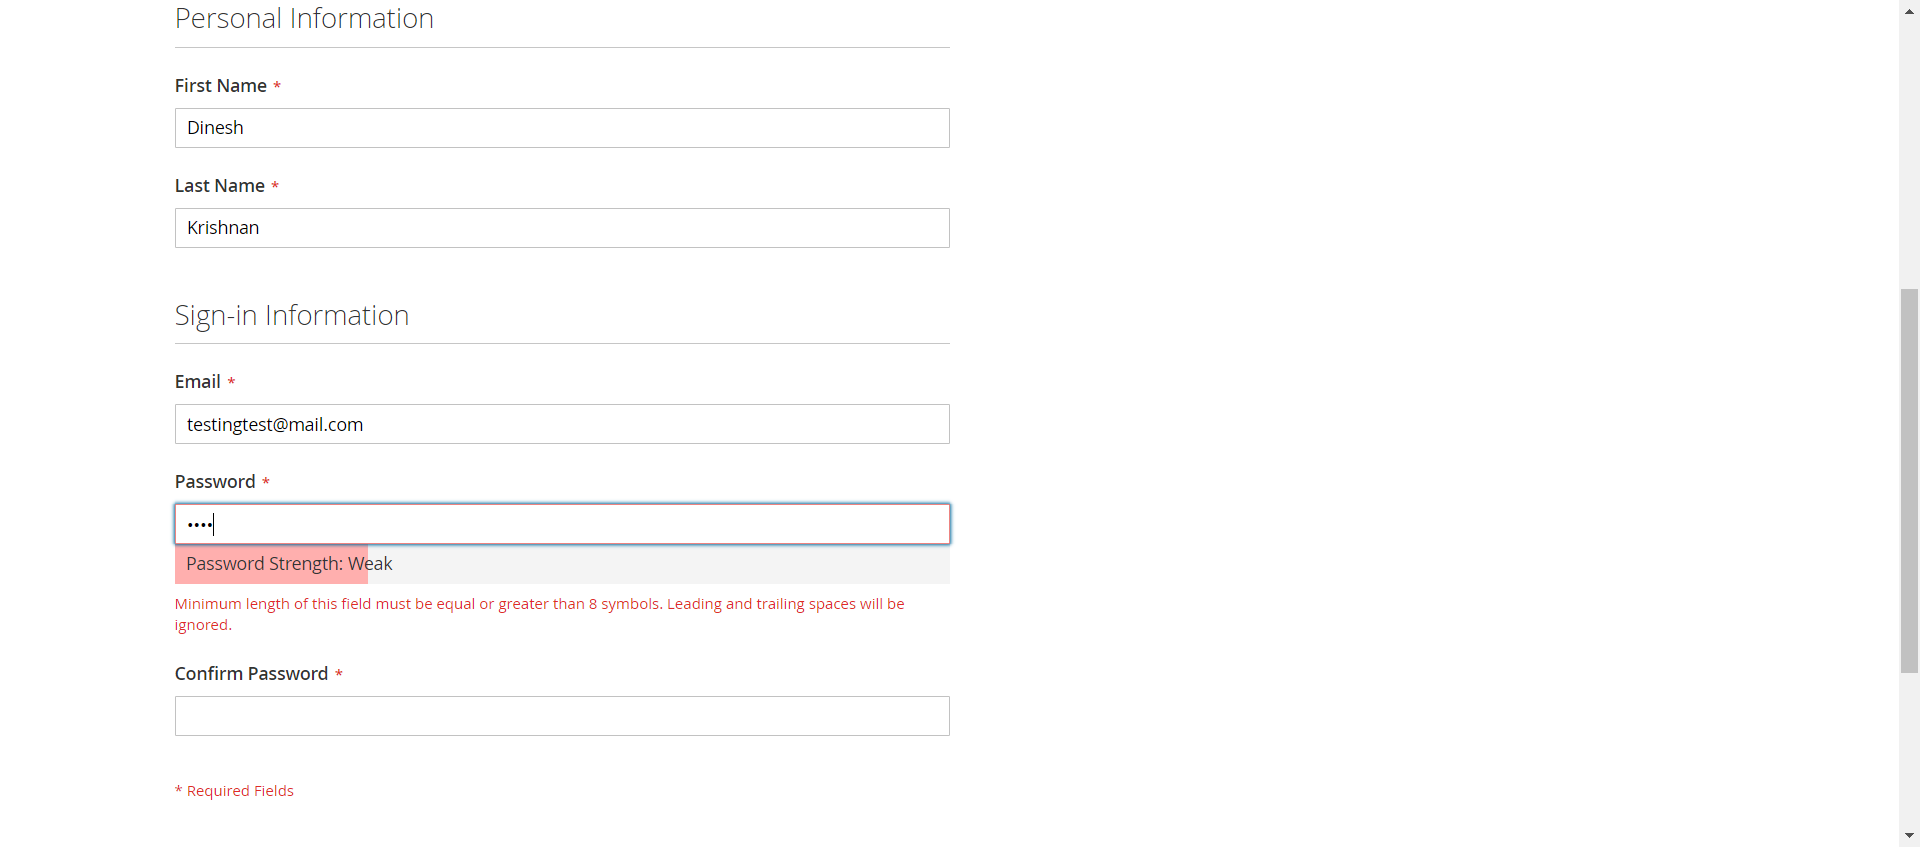 Personal Information
First Name *
Dinesh
Last Name *
Krishnan
Sign-in Information
Email *
testingtest@mail.com
Password *
••••
Password Strength: Weak
Minimum length of this field must be equal or greater than 8 symbols. Leading and trailing spaces will be
ignored.
Confirm Password *
* Required Fields